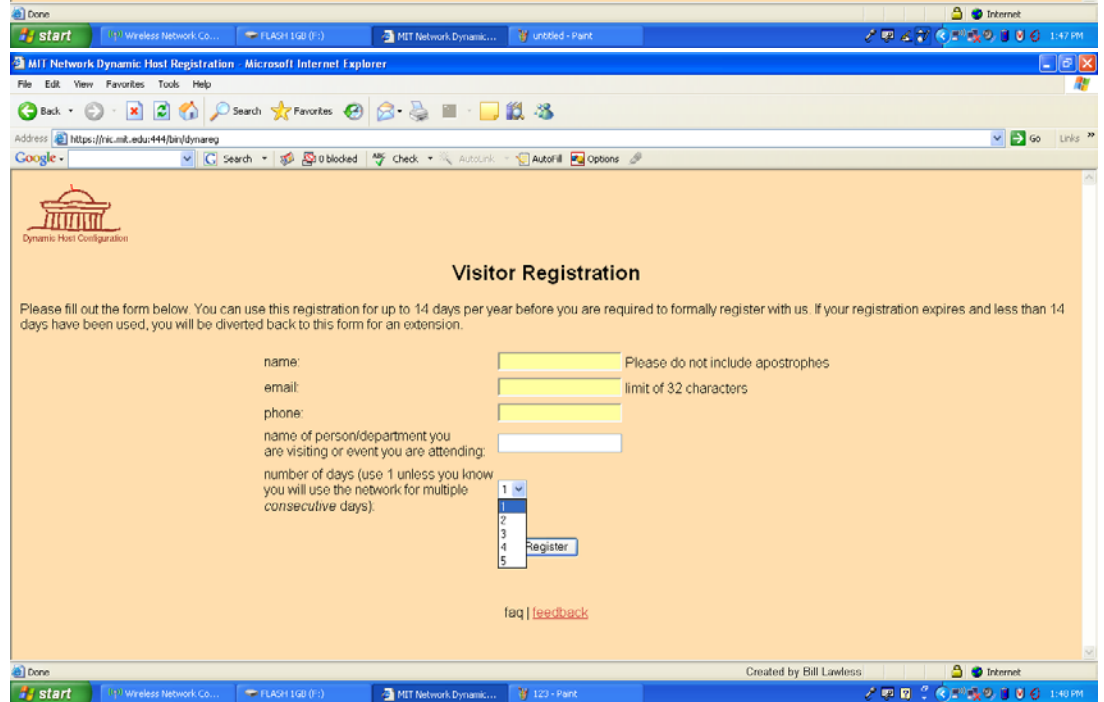 Done Internet
start Wireless Network Co... FLASH 1GB (F:) MIT Network Dynamic... untitled - Paint 1:47 PM
MIT Network Dynamic Host Registration - Microsoft Internet Explorer
File Edit View Favorites Tools Help
Back Search Favorites
Address https://nic.mit.edu:444/bin/dynareg Go Links »
Google - G Search 0 blocked Check AutoLink AutoFill Options
Dynamic Host Configuration
Visitor Registration
Please fill out the form below. You can use this registration for up to 14 days per year before you are required to formally register with us. If your registration expires and less than 14
days have been used, you will be diverted back to this form for an extension.
name: Please do not include apostrophes
email: limit of 32 characters
phone:
name of person/department you
are visiting or event you are attending:
number of days (use 1 unless you know
you will use the network for multiple
consecutive days):
1
1
2
3
4
5
Register
faq | feedback
Done Created by Bill Lawless Internet
start Wireless Network Co... FLASH 1GB (F:) MIT Network Dynamic... 123 - Paint 1:48 PM